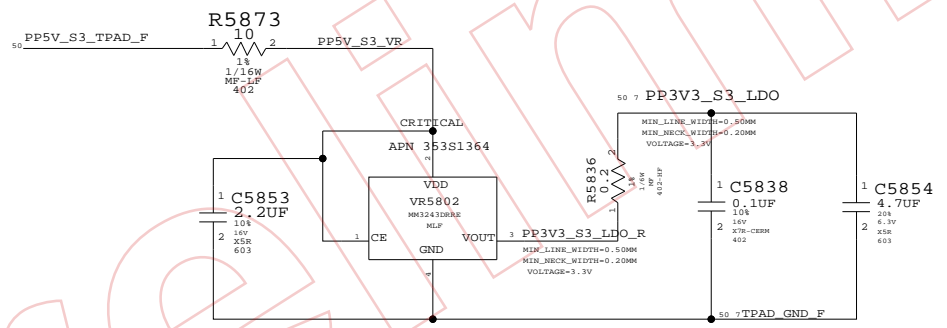 R5873
10
PP5V_S3_TPAD_F
50
1
2
PP5V_S3_VR
1%
1/16W
MF-LF
402
50 7 PP3V3_S3_LDO
MIN_LINE_WIDTH=0.50MM
MIN_NECK_WIDTH=0.20MM
VOLTAGE=3.3V
CRITICAL
APN 353S1364
2
VDD
VR5802
MM3243DRRE
MLF
1
CE
GND
VOUT
3
4
PP3V3_S3_LDO_R
MIN_LINE_WIDTH=0.50MM
MIN_NECK_WIDTH=0.20MM
VOLTAGE=3.3V
R5836
0.2
1%
1/6W
MF
402-HF
2
1
1
C5853
2.2UF
10%
16V
X5R
603
2
1
C5838
0.1UF
10%
16V
X7R-CERM
402
2
1
C5854
4.7UF
20%
6.3V
X5R
603
2
50 7 TPAD_GND_F